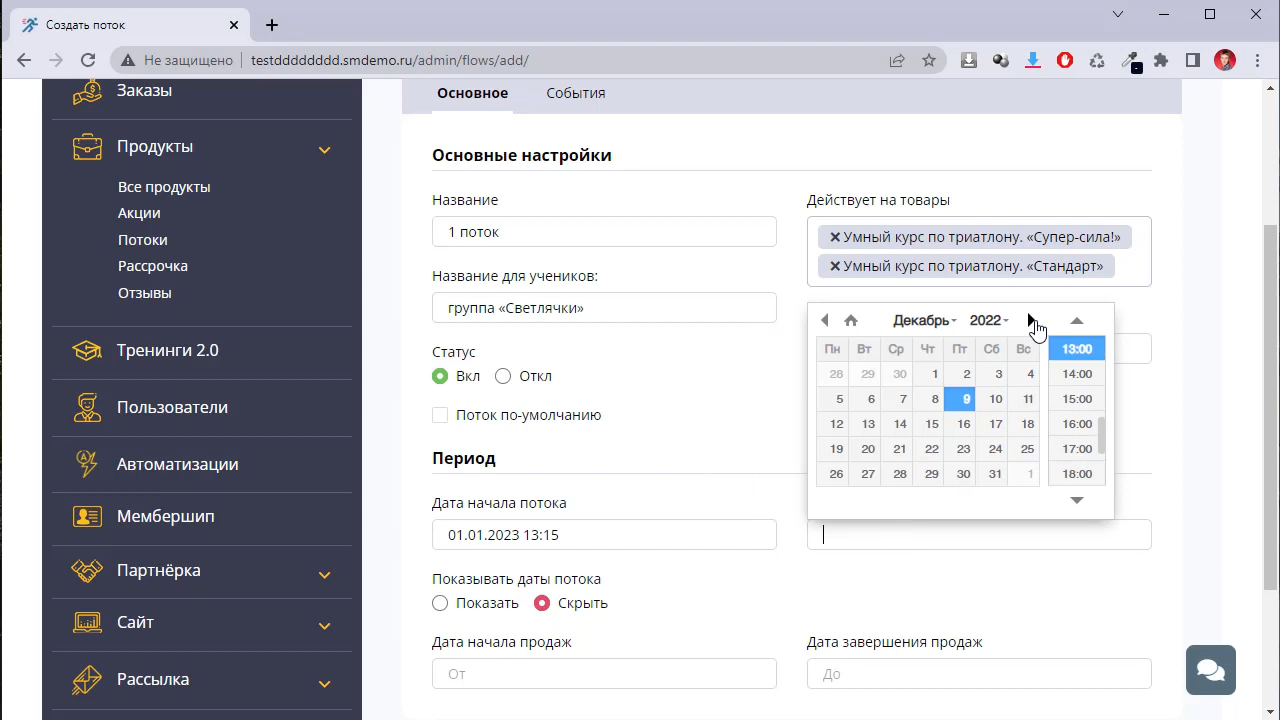 Создать поток
Не защищено
testddddddddd.smdemo.ru/admin/flows/add/
Заказы
Продукты
Все продукты
Акции
Потоки
Рассрочка
Отзывы
Тренинги 2.0
Пользователи
Автоматизации
Мембершип
Партнёрка
Сайт
Рассылка
Основное
События
Основные настройки
Название
1 поток
Название для учеников:
группа «Светлячки»
Статус
Вкл
Откл
Поток по-умолчанию
Действует на товары
Умный курс по триатлону. «Супер-сила!»
Умный курс по триатлону. «Стандарт»
Декабрь 2022
Пн Вт Ср Чт Пт Сб Вс
28 29 30 1 2 3 4
5 6 7 8 9 10 11
12 13 14 15 16 17 18
19 20 21 22 23 24 25
26 27 28 29 30 31 1
13:00
14:00
15:00
16:00
17:00
18:00
Период
Дата начала потока
01.01.2023 13:15
Показывать даты потока
Показать
Скрыть
Дата начала продаж
От
Дата завершения продаж
До